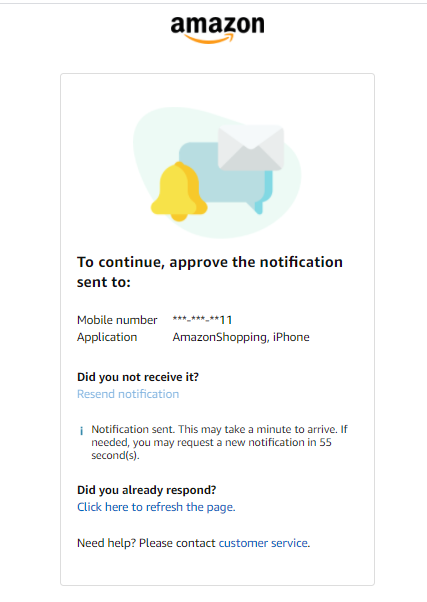 amazon
To continue, approve the notification
sent to:
Mobile number ***-***-**11
Application AmazonShopping, iPhone
Did you not receive it?
Resend notification
i Notification sent. This may take a minute to arrive. If
needed, you may request a new notification in 55
second(s).
Did you already respond?
Click here to refresh the page.
Need help? Please contact customer service.